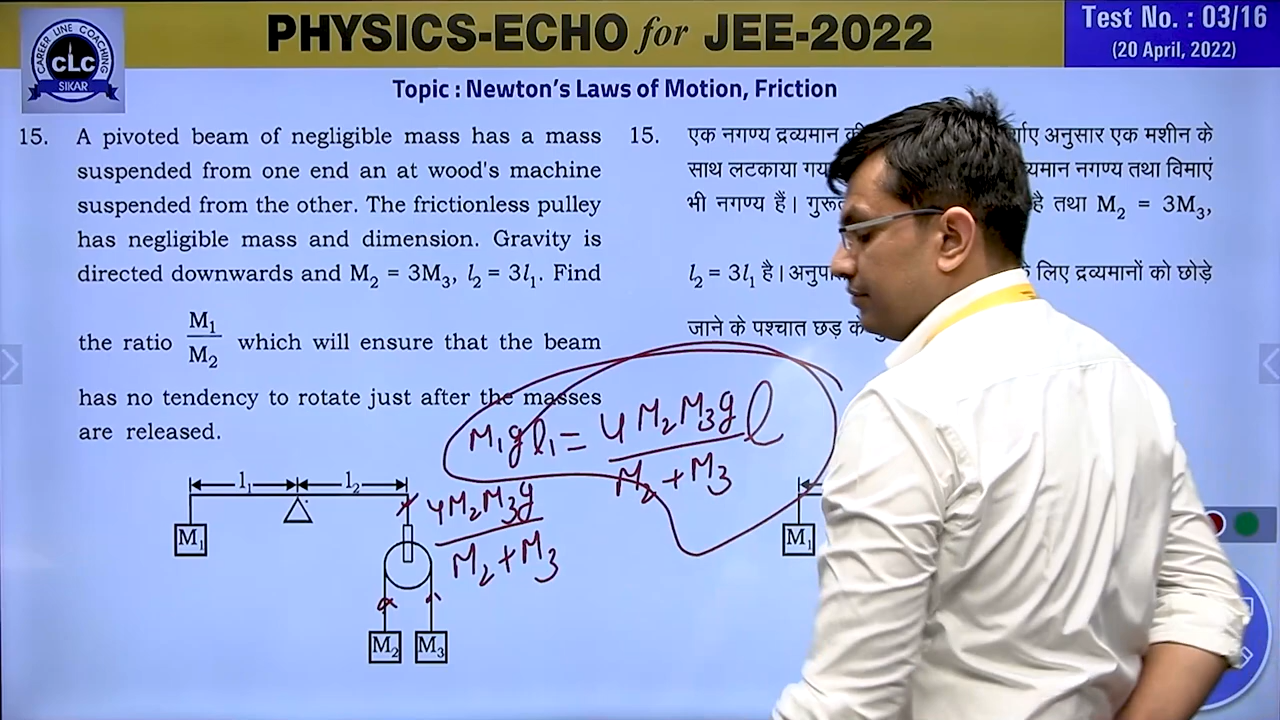 PHYSICS-ECHO for JEE-2022
Test No. : 03/16
(20 April, 2022)
CAREER LINE COACHING
CLC
SIKAR
Topic : Newton's Laws of Motion, Friction
15. A pivoted beam of negligible mass has a mass
suspended from one end an at wood's machine
suspended from the other. The frictionless pulley
has negligible mass and dimension. Gravity is
directed downwards and M₂ = 3M₃, l₂ = 3l₁. Find
the ratio M₁/M₂ which will ensure that the beam
has no tendency to rotate just after the masses
are released.
l₁ l₂
M₁
M₂ M₃
4M₂M₃g/M₂+M₃
M₁gl₁ = 4M₂M₃g/M₂+M₃ l
15. एक नगण्य द्रव्यमान अनुसार एक मशीन के
साथ लटकाया नगण्य तथा विमाएं
भी नगण्य हैं। है तथा M₂ = 3M₃,
l₂ = 3l₁ है। लिए द्रव्यमानों को छोड़े
जाने के पश्चात छड़
M₁